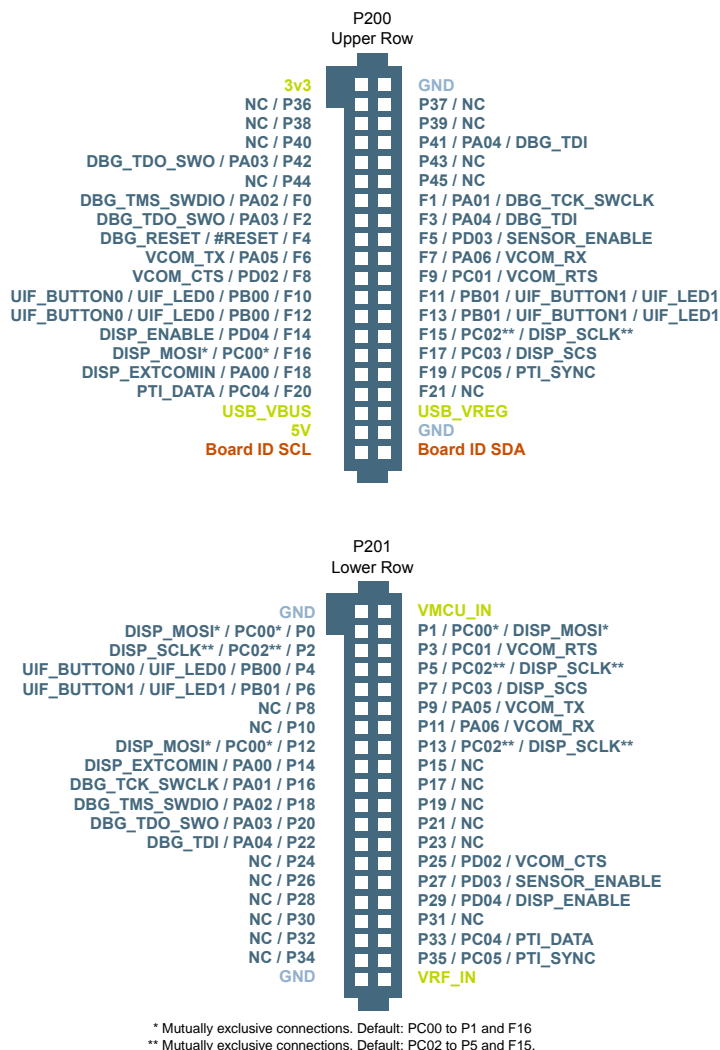 P200
Upper Row
3v3 GND
NC / P36 P37 / NC
NC / P38 P39 / NC
NC / P40 P41 / PA04 / DBG_TDI
DBG_TDO_SWO / PA03 / P42 P43 / NC
NC / P44 P45 / NC
DBG_TMS_SWDIO / PA02 / F0 F1 / PA01 / DBG_TCK_SWCLK
DBG_TDO_SWO / PA03 / F2 F3 / PA04 / DBG_TDI
DBG_RESET / #RESET / F4 F5 / PD03 / SENSOR_ENABLE
VCOM_TX / PA05 / F6 F7 / PA06 / VCOM_RX
VCOM_CTS / PD02 / F8 F9 / PC01 / VCOM_RTS
UIF_BUTTON0 / UIF_LED0 / PB00 / F10 F11 / PB01 / UIF_BUTTON1 / UIF_LED1
UIF_BUTTON0 / UIF_LED0 / PB00 / F12 F13 / PB01 / UIF_BUTTON1 / UIF_LED1
DISP_ENABLE / PD04 / F14 F15 / PC02** / DISP_SCLK**
DISP_MOSI* / PC00* / F16 F17 / PC03 / DISP_SCS
DISP_EXTCOMIN / PA00 / F18 F19 / PC05 / PTI_SYNC
PTI_DATA / PC04 / F20 F21 / NC
USB_VBUS USB_VREG
5V GND
Board ID SCL Board ID SDA
P201
Lower Row
GND VMCU_IN
DISP_MOSI* / PC00* / P0 P1 / PC00* / DISP_MOSI*
DISP_SCLK** / PC02** / P2 P3 / PC01 / VCOM_RTS
UIF_BUTTON0 / UIF_LED0 / PB00 / P4 P5 / PC02** / DISP_SCLK**
UIF_BUTTON1 / UIF_LED1 / PB01 / P6 P7 / PC03 / DISP_SCS
NC / P8 P9 / PA05 / VCOM_TX
NC / P10 P11 / PA06 / VCOM_RX
DISP_MOSI* / PC00* / P12 P13 / PC02** / DISP_SCLK**
DISP_EXTCOMIN / PA00 / P14 P15 / NC
DBG_TCK_SWCLK / PA01 / P16 P17 / NC
DBG_TMS_SWDIO / PA02 / P18 P19 / NC
DBG_TDO_SWO / PA03 / P20 P21 / NC
DBG_TDI / PA04 / P22 P23 / NC
NC / P24 P25 / PD02 / VCOM_CTS
NC / P26 P27 / PD03 / SENSOR_ENABLE
NC / P28 P29 / PD04 / DISP_ENABLE
NC / P30 P31 / NC
NC / P32 P33 / PC04 / PTI_DATA
NC / P34 P35 / PC05 / PTI_SYNC
GND VRF_IN
* Mutually exclusive connections. Default: PC00 to P1 and F16
** Mutually exclusive connections. Default: PC02 to P5 and F15.